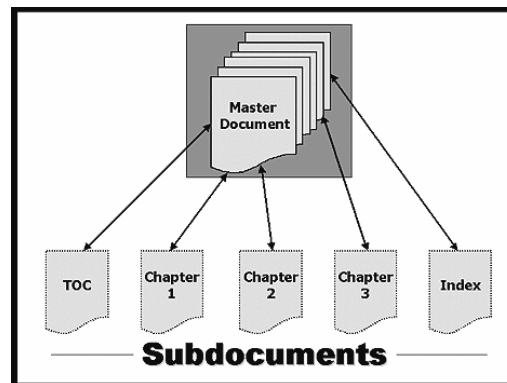 Master
Document
TOC
Chapter
1
Chapter
2
Chapter
3
Index
Subdocuments